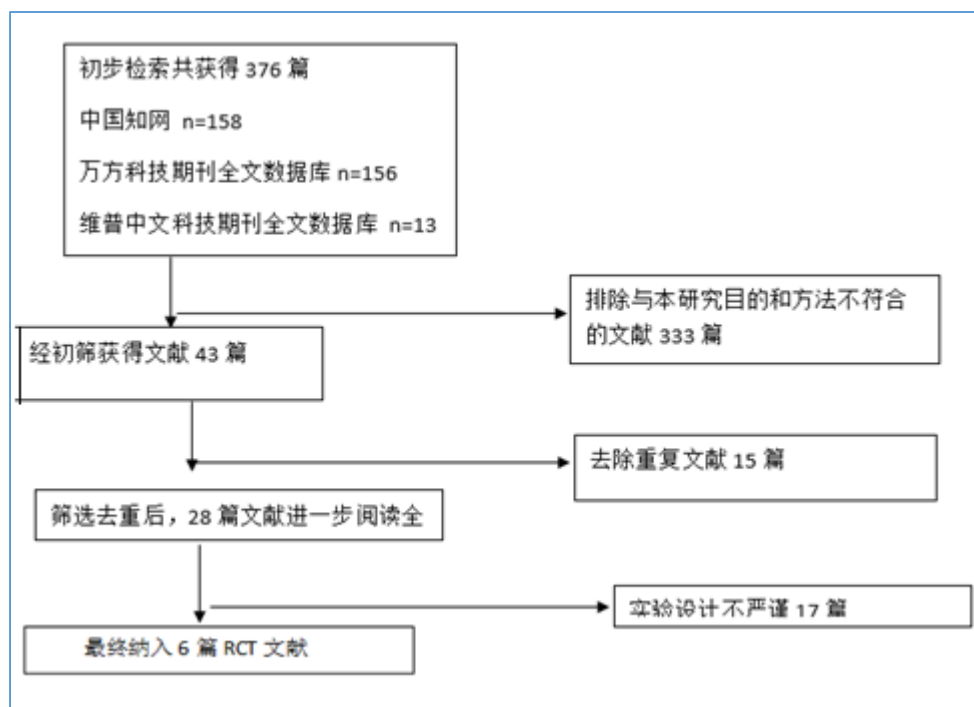 初步检索共获得 376 篇
中国知网 n=158
万方科技期刊全文数据库 n=156
维普中文科技期刊全文数据库 n=13
排除与本研究目的和方法不符合
的文献 333 篇
经初筛获得文献 43 篇
去除重复文献 15 篇
筛选去重后，28 篇文献进一步阅读全
实验设计不严谨 17 篇
最终纳入 6 篇 RCT 文献